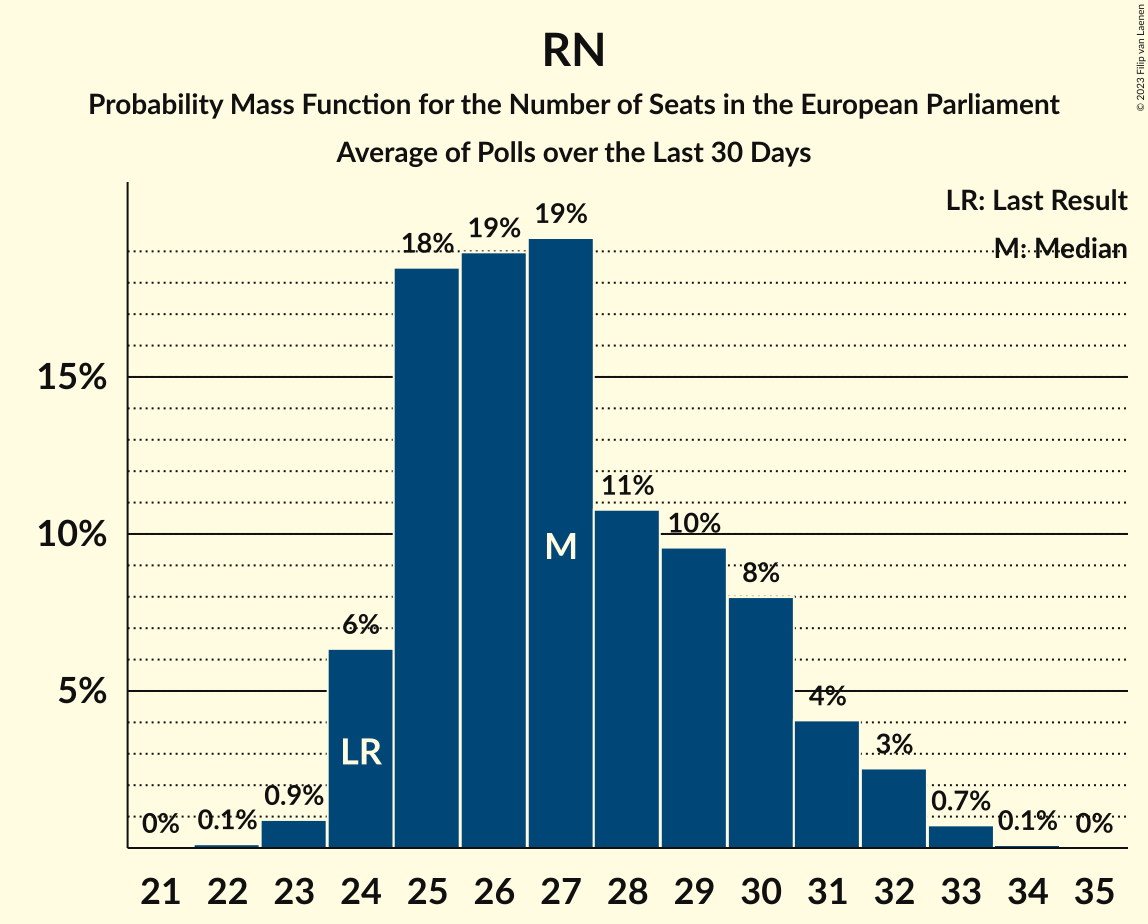 RN
Probability Mass Function for the Number of Seats in the European Parliament
Average of Polls over the Last 30 Days
© 2023 Filip van Laenen
LR: Last Result
M: Median
15%
10%
5%
0%
0.1%
0.9%
6%
18%
19%
19%
11%
10%
8%
4%
3%
0.7%
0.1%
0%
LR
M
21 22 23 24 25 26 27 28 29 30 31 32 33 34 35